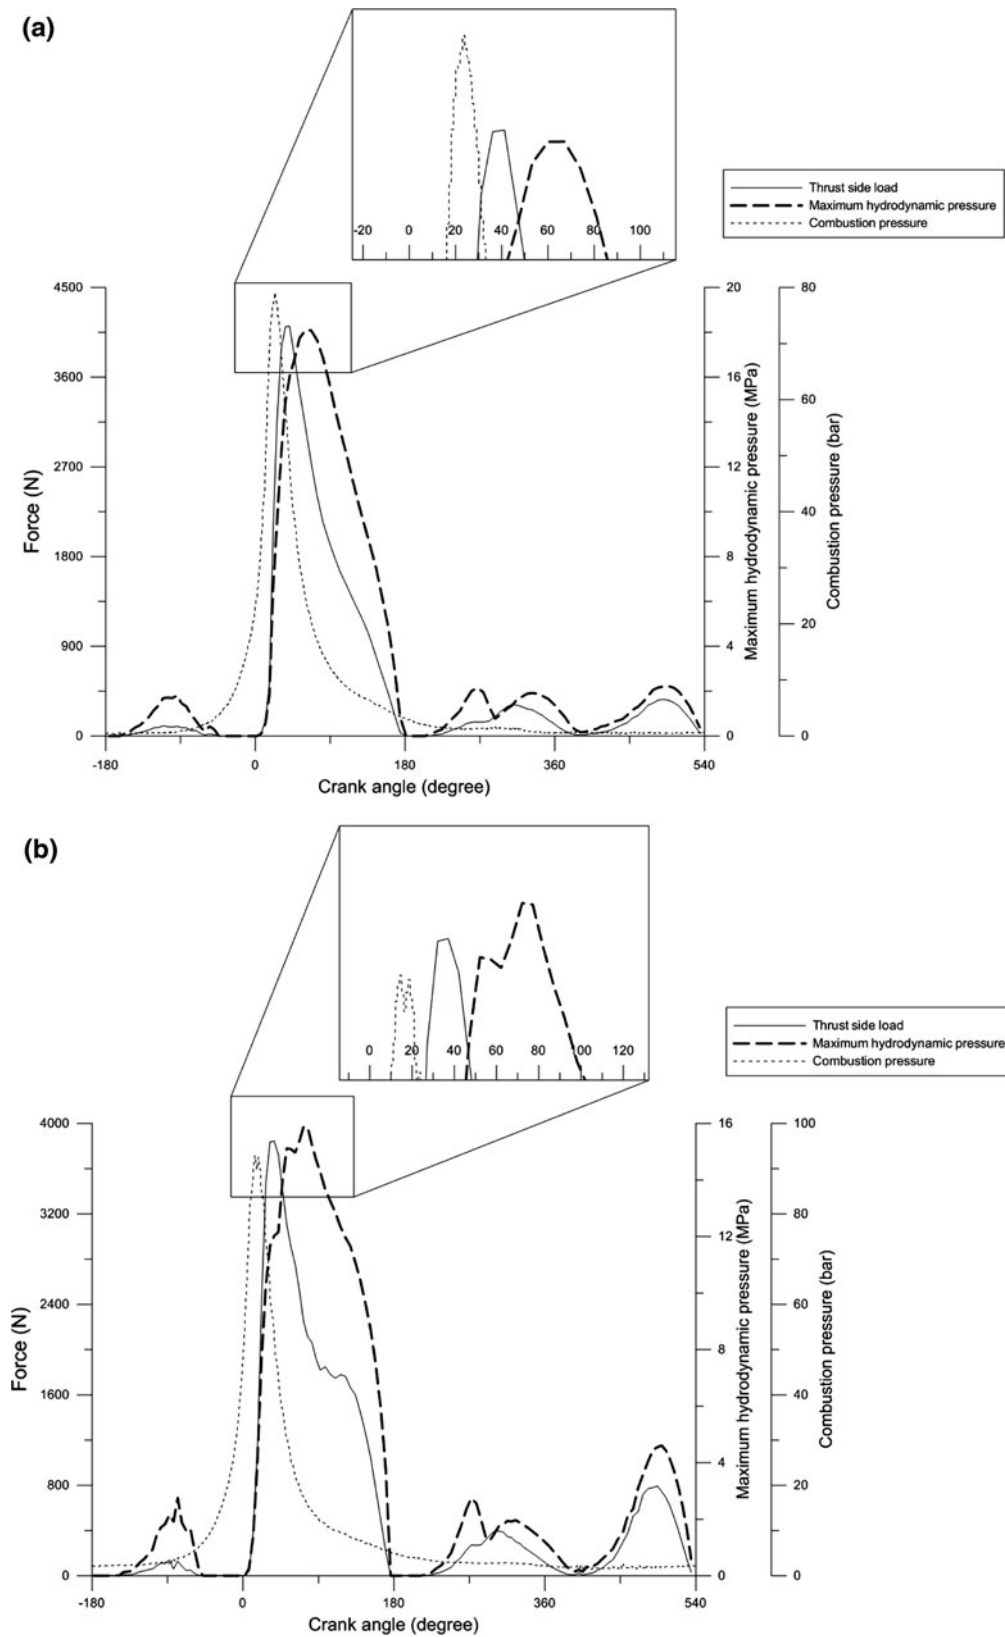 (a)
-20 0 20 40 60 80 100
Thrust side load
Maximum hydrodynamic pressure
Combustion pressure
4500
3600
2700
1800
900
0
Force (N)
20
16
12
8
4
0
Maximum hydrodynamic pressure (MPa)
80
60
40
20
0
Combustion pressure (bar)
-180 0 180 360 540
Crank angle (degree)
(b)
0 20 40 60 80 100 120
Thrust side load
Maximum hydrodynamic pressure
Combustion pressure
4000
3200
2400
1600
800
0
Force (N)
16
12
8
4
0
Maximum hydrodynamic pressure (MPa)
100
80
60
40
20
0
Combustion pressure (bar)
-180 0 180 360 540
Crank angle (degree)